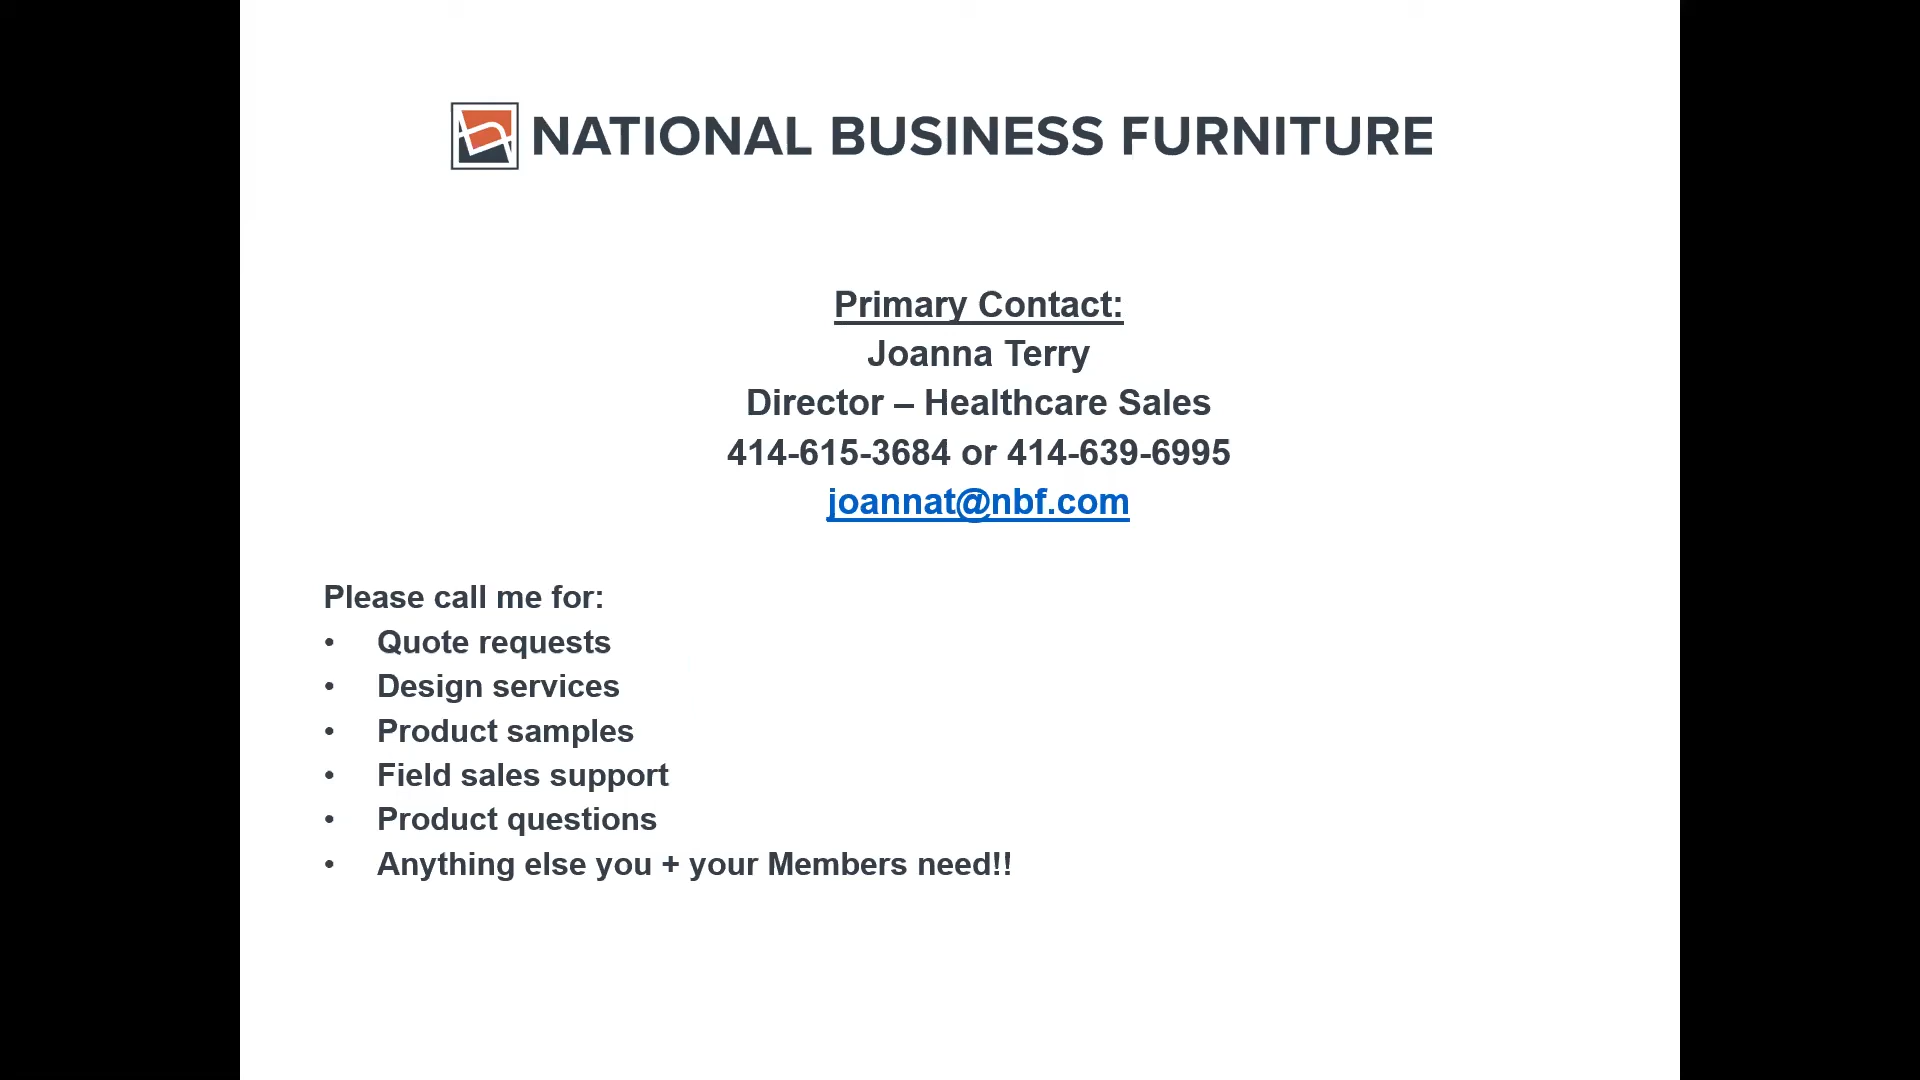 NATIONAL BUSINESS FURNITURE
Primary Contact:
Joanna Terry
Director – Healthcare Sales
414-615-3684 or 414-639-6995
joannat@nbf.com
Please call me for:
• Quote requests
• Design services
• Product samples
• Field sales support
• Product questions
• Anything else you + your Members need!!